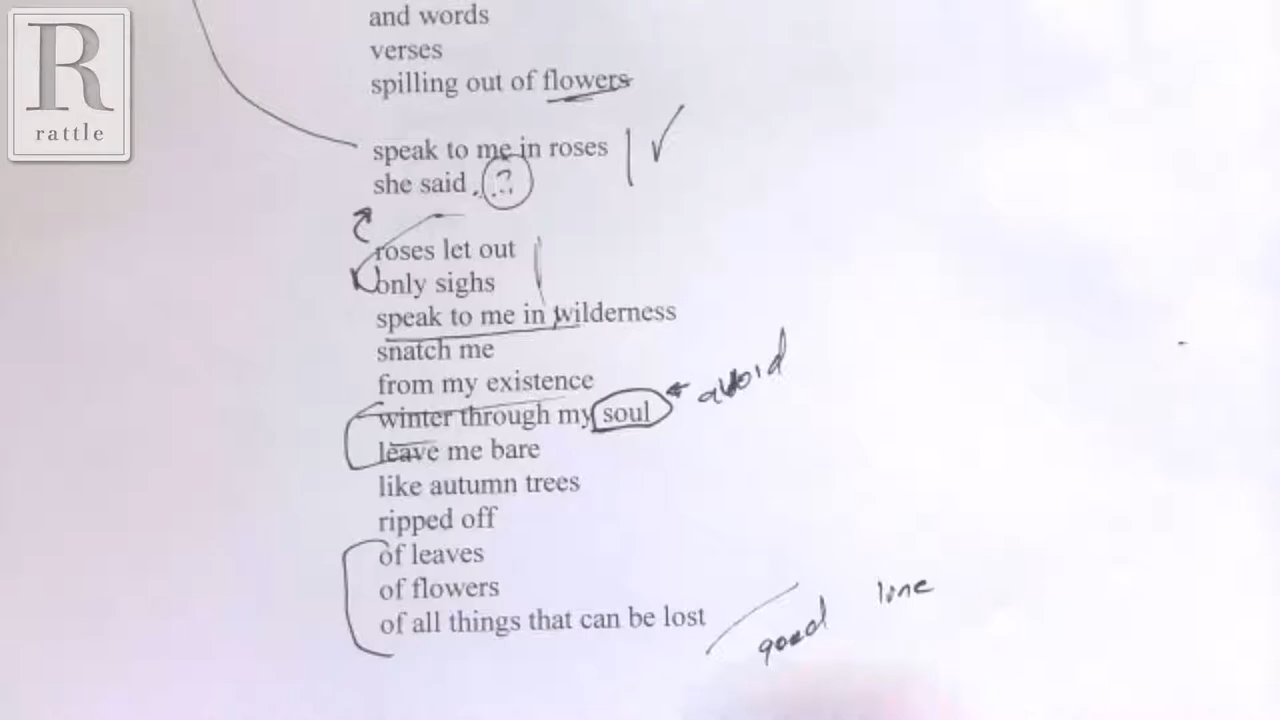 R
rattle
and words
verses
spilling out of flowers
speak to me in roses
she said . ?
roses let out
only sighs
speak to me in wilderness
snatch me
from my existence
winter through my soul
avoid
leave me bare
like autumn trees
ripped off
of leaves
of flowers
of all things that can be lost
good line